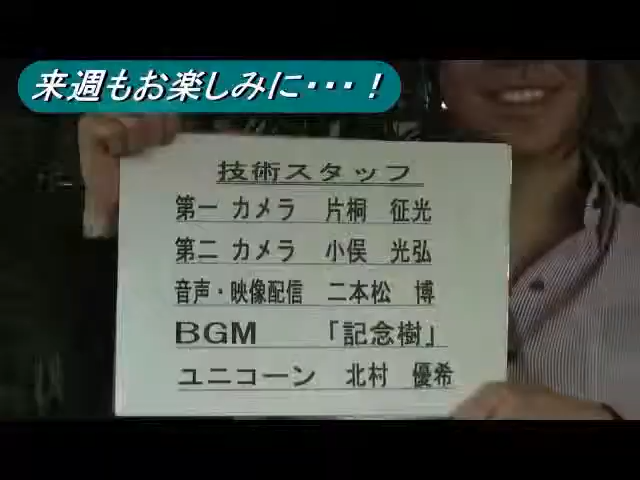 来週もお楽しみに・・・！
技術スタッフ
第一 カメラ 片桐 征光
第二 カメラ 小俣 光弘
音声・映像配信 二本松 博
BGM 「記念樹」
ユニコーン 北村 優希